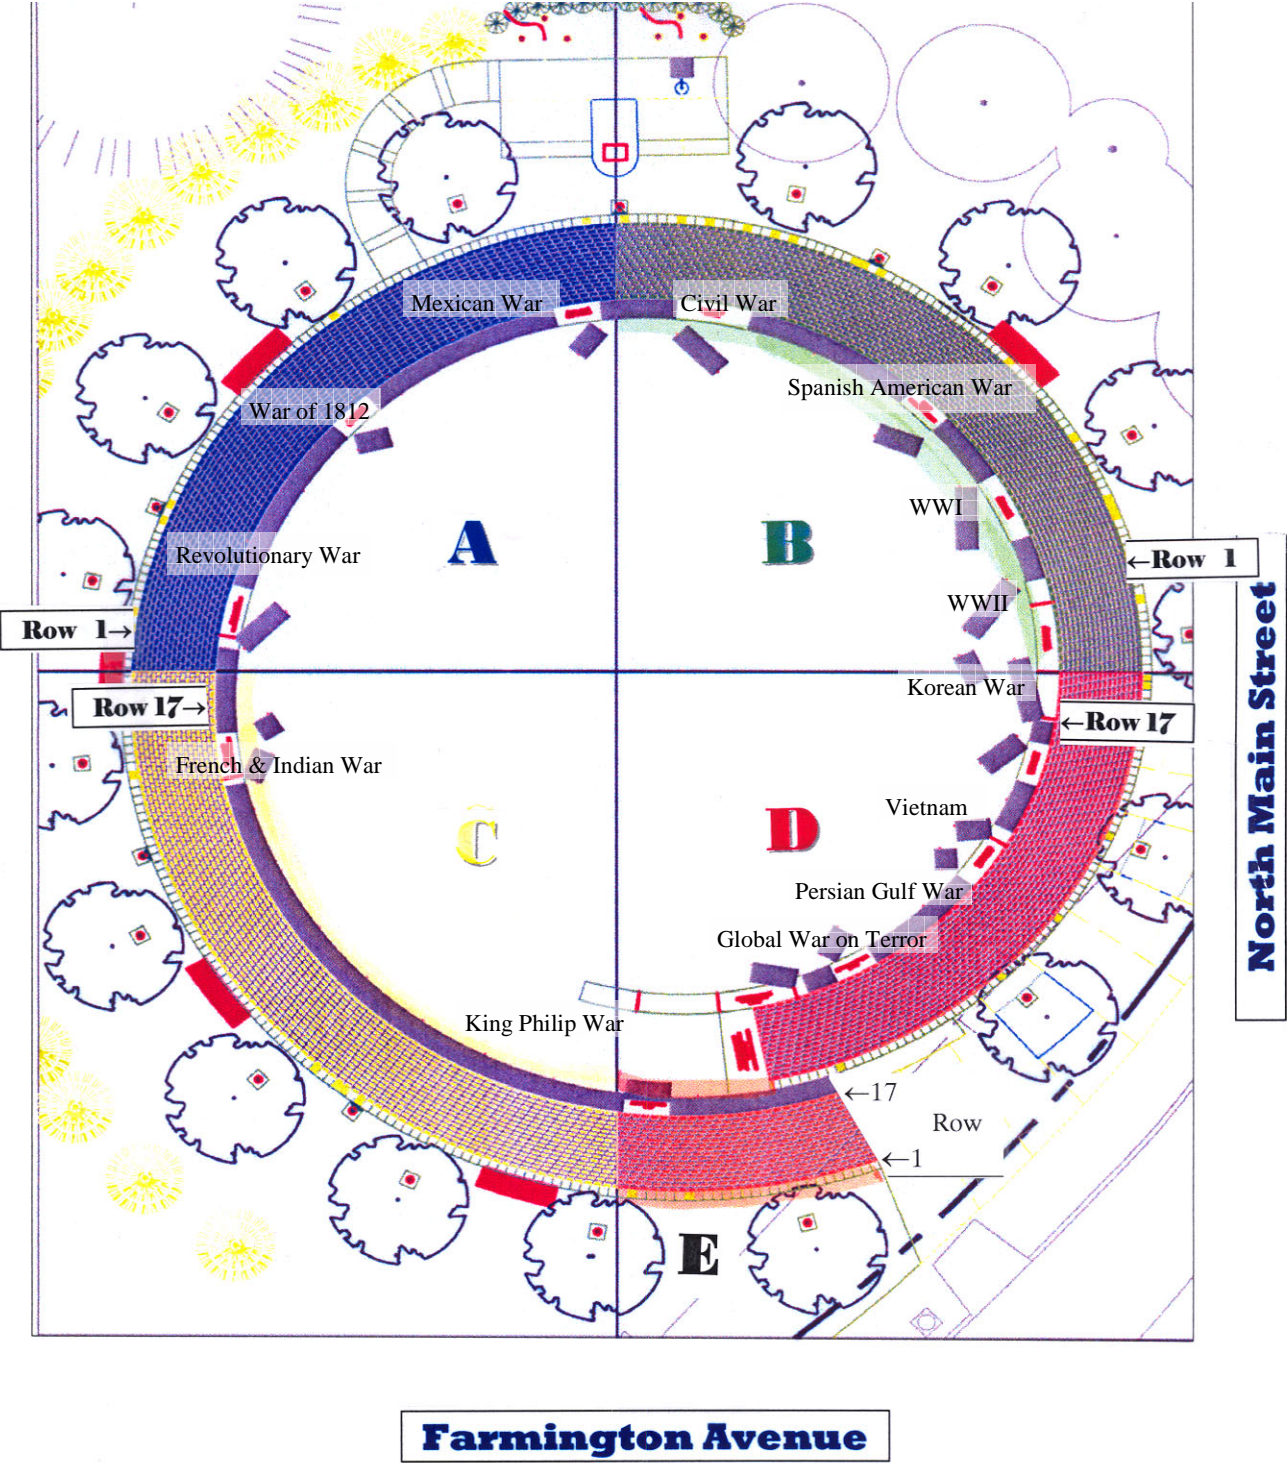 Mexican War
Civil War
Spanish American War
War of 1812
WWI
A
B
Revolutionary War
←Row 1
WWII
Row 1→
Korean War
Row 17→
←Row 17
French & Indian War
Vietnam
C
D
Persian Gulf War
Global War on Terror
King Philip War
←17
Row
←1
E
North Main Street
Farmington Avenue